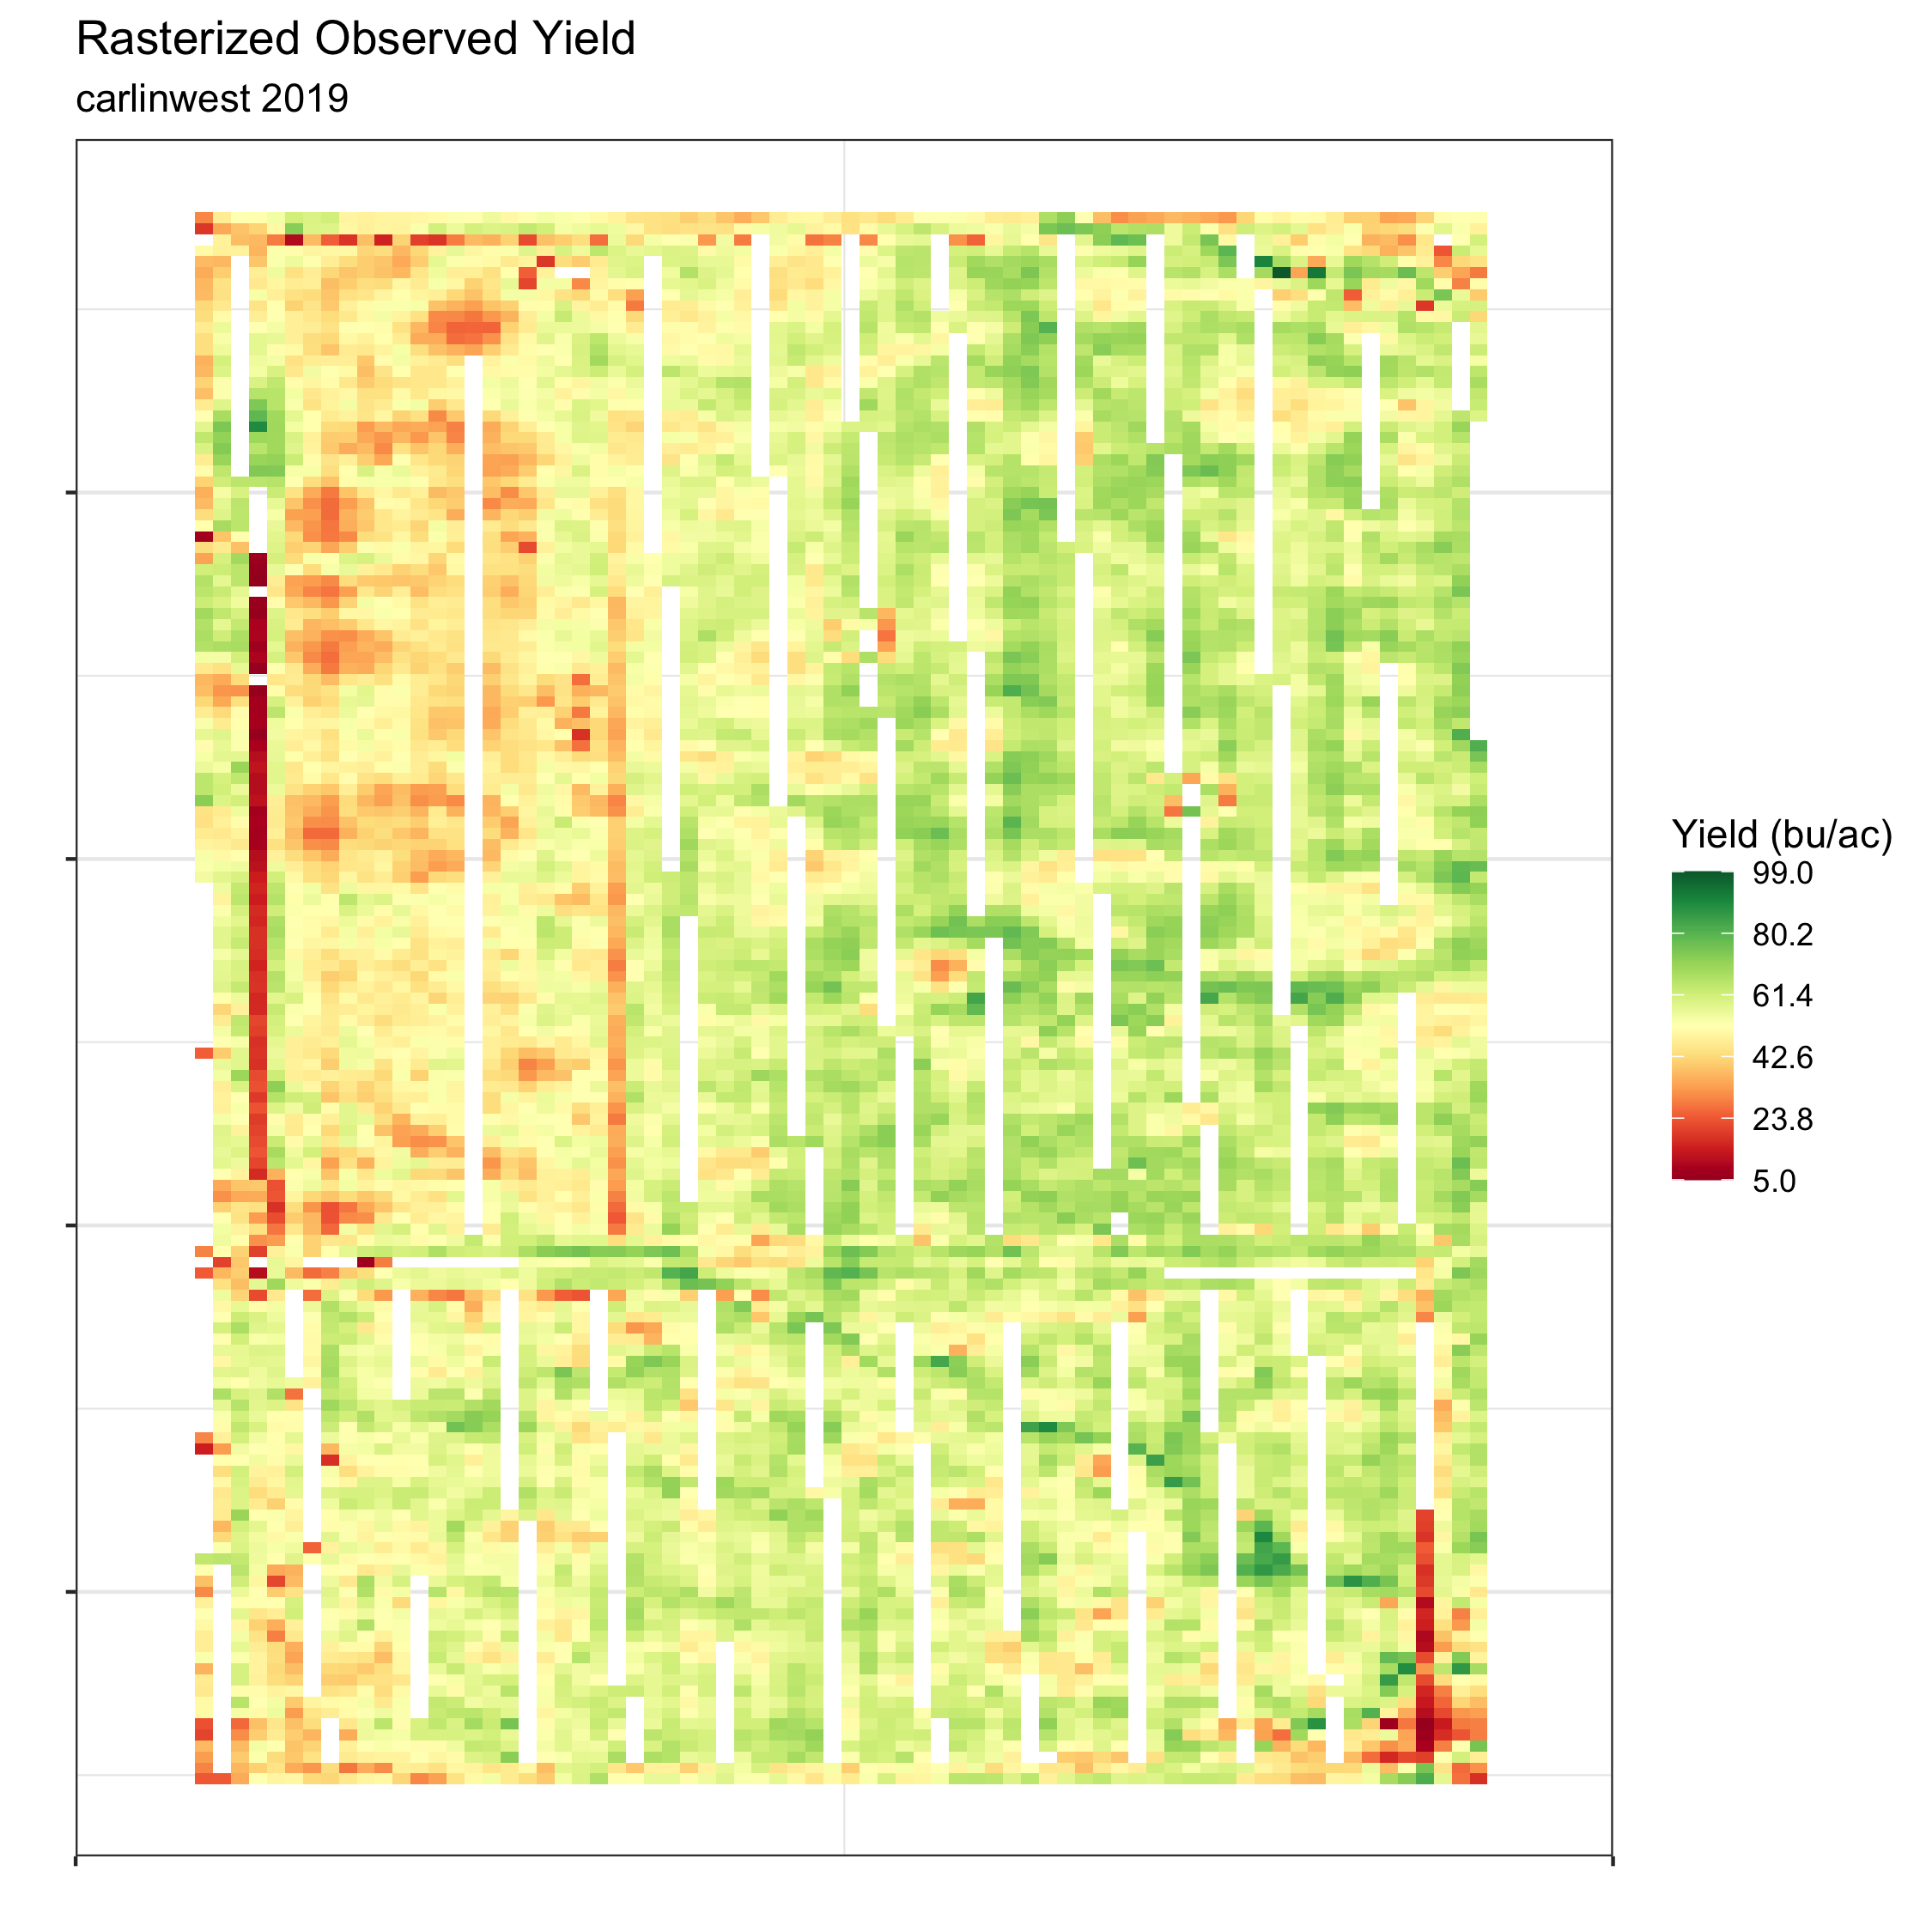 Rasterized Observed Yield
carlinwest 2019
Yield (bu/ac)
99.0
80.2
61.4
42.6
23.8
5.0